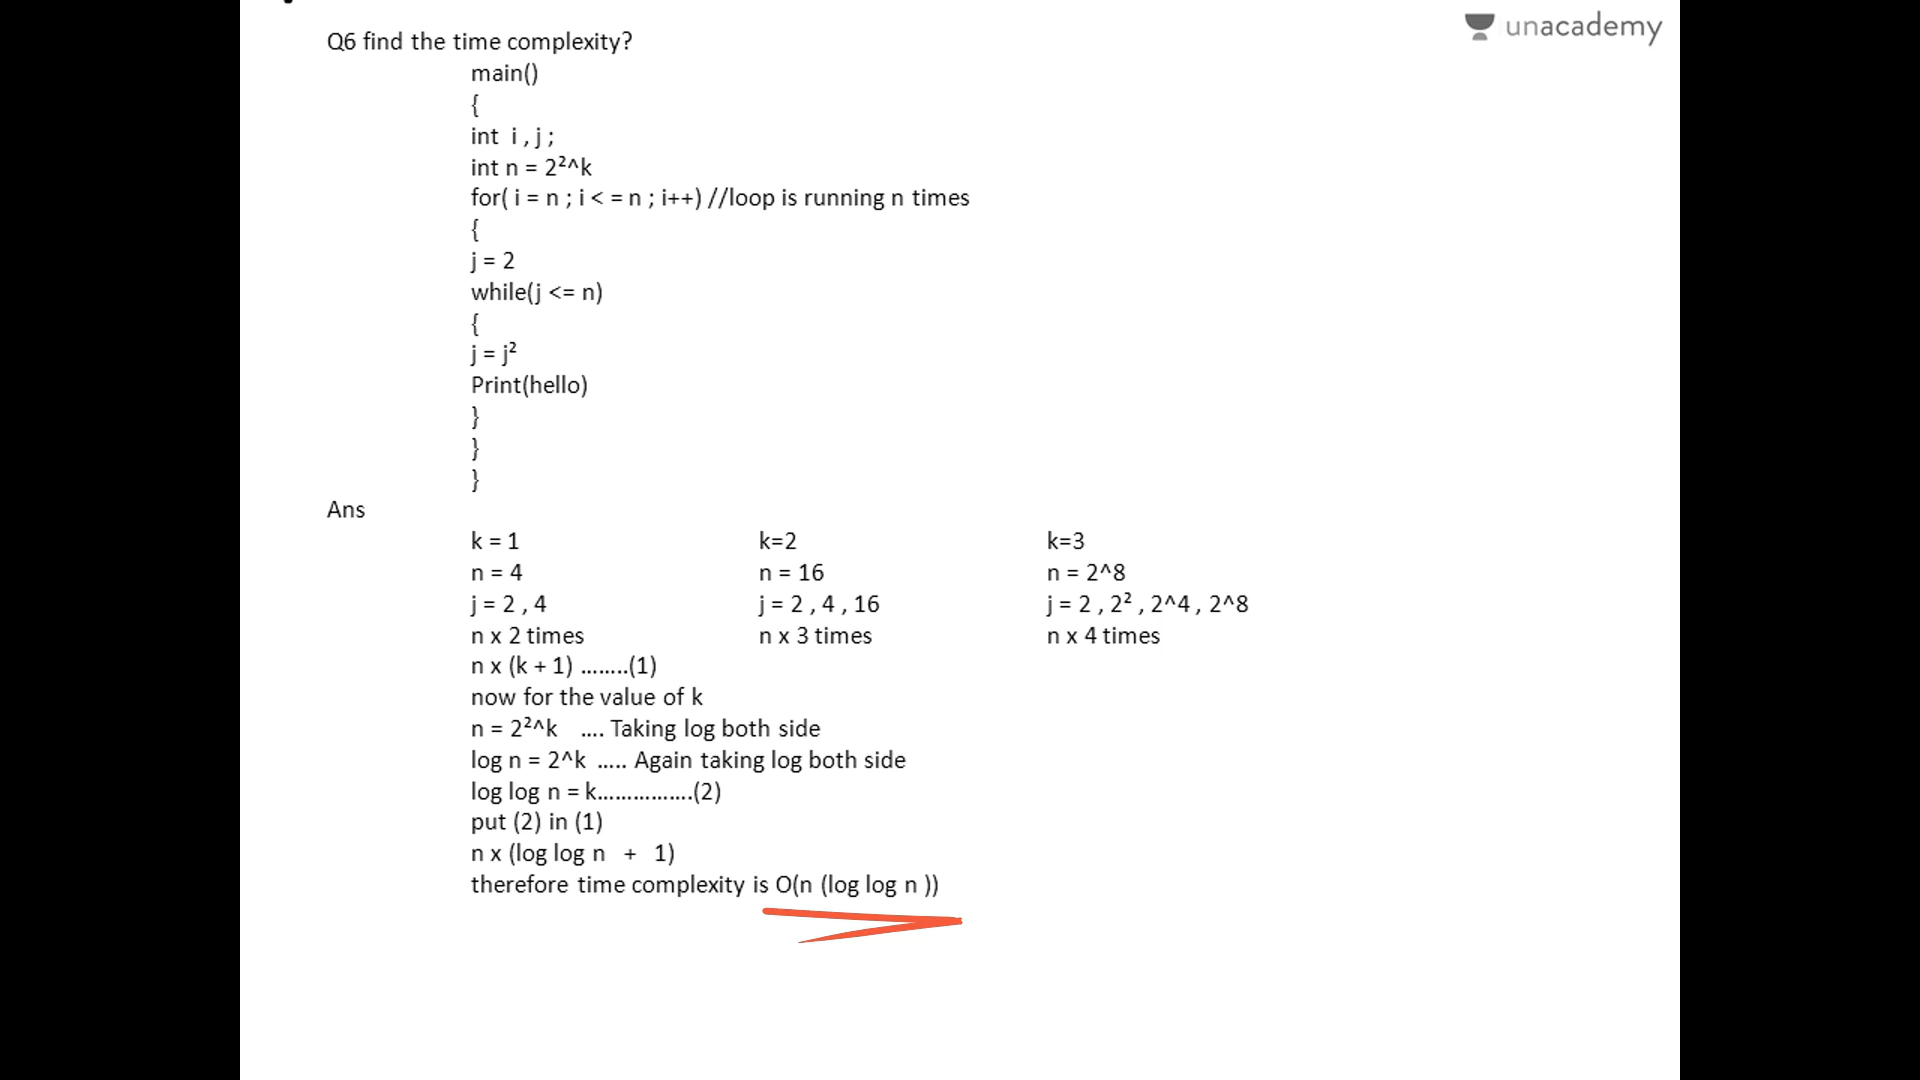 unacademy
Q6 find the time complexity?
main()
{
int i , j ;
int n = 2²^k
for( i = n ; i < = n ; i++) //loop is running n times
{
j = 2
while(j <= n)
{
j = j²
Print(hello)
}
}
}
Ans
k = 1 k=2 k=3
n = 4 n = 16 n = 2^8
j = 2 , 4 j = 2 , 4 , 16 j = 2 , 2² , 2^4 , 2^8
n x 2 times n x 3 times n x 4 times
n x (k + 1) ........(1)
now for the value of k
n = 2²^k .... Taking log both side
log n = 2^k ..... Again taking log both side
log log n = k................(2)
put (2) in (1)
n x (log log n + 1)
therefore time complexity is O(n (log log n ))